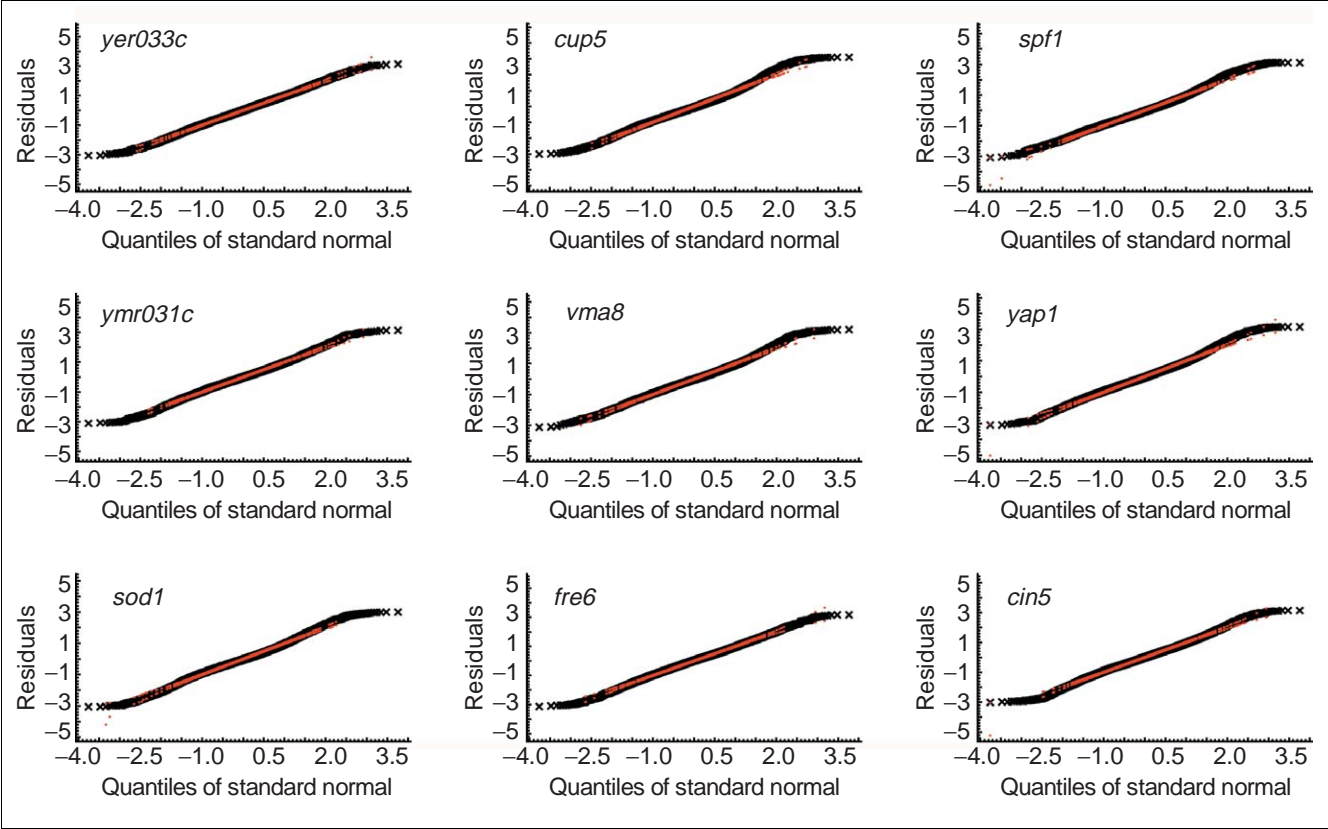 yer033c
5
3
1
–1
–3
–5
Residuals
–4.0 –2.5 –1.0 0.5 2.0 3.5
Quantiles of standard normal
cup5
5
3
1
–1
–3
–5
Residuals
–4.0 –2.5 –1.0 0.5 2.0 3.5
Quantiles of standard normal
spf1
5
3
1
–1
–3
–5
Residuals
–4.0 –2.5 –1.0 0.5 2.0 3.5
Quantiles of standard normal
ymr031c
5
3
1
–1
–3
–5
Residuals
–4.0 –2.5 –1.0 0.5 2.0 3.5
Quantiles of standard normal
vma8
5
3
1
–1
–3
–5
Residuals
–4.0 –2.5 –1.0 0.5 2.0 3.5
Quantiles of standard normal
yap1
5
3
1
–1
–3
–5
Residuals
–4.0 –2.5 –1.0 0.5 2.0 3.5
Quantiles of standard normal
sod1
5
3
1
–1
–3
–5
Residuals
–4.0 –2.5 –1.0 0.5 2.0 3.5
Quantiles of standard normal
fre6
5
3
1
–1
–3
–5
Residuals
–4.0 –2.5 –1.0 0.5 2.0 3.5
Quantiles of standard normal
cin5
5
3
1
–1
–3
–5
Residuals
–4.0 –2.5 –1.0 0.5 2.0 3.5
Quantiles of standard normal